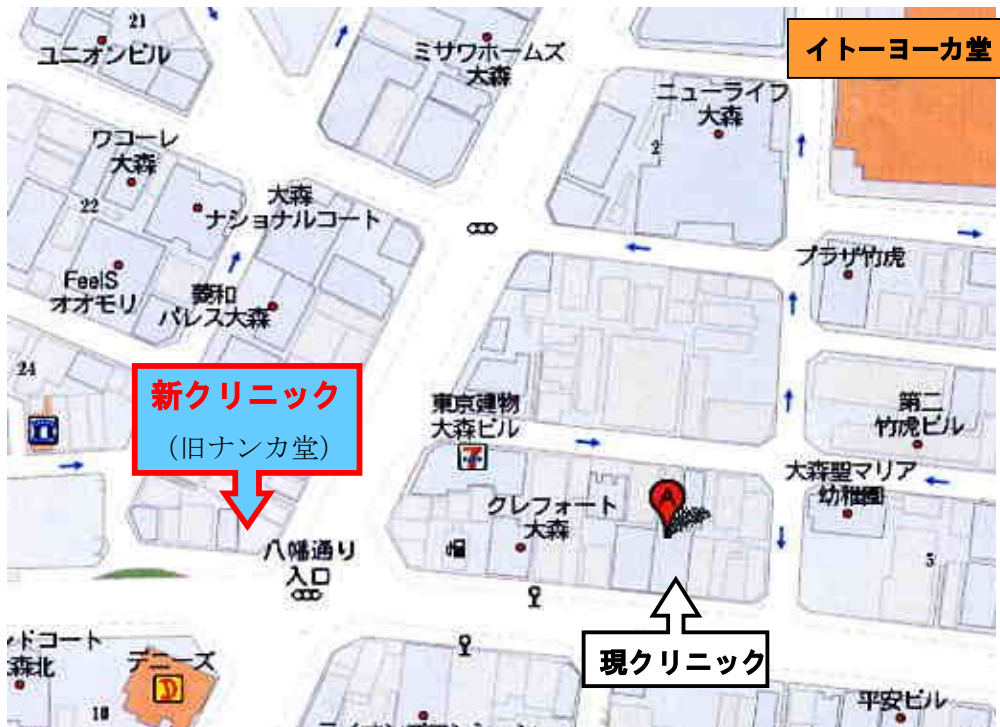 21
ユニオンビル
ミサワホームズ
大森
イトーヨーカ堂
ニューライフ
大森
2
ワコーレ
大森
22
大森
ナショナルコート
プラザ竹虎
FeelS
オオモリ
菱和
パレス大森
24
新クリニック
(旧ナンカ堂)
東京建物
大森ビル
第二
竹虎ビル
大森聖マリア
幼稚園
クレフォート
大森
A
八幡通り
入口
5
現クリニック
ドコート
森北
デニーズ
D
18
平安ビル